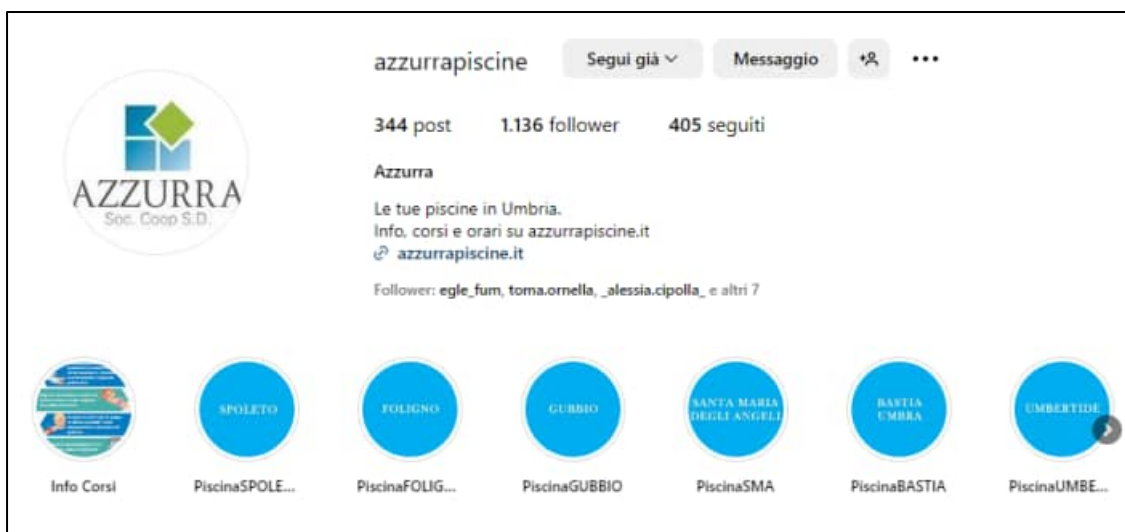 azzurrapiscine Segui già Messaggio
344 post 1.136 follower 405 seguiti
AZZURRA
Soc. Coop S.D.
Azzurra
Le tue piscine in Umbria.
Info, corsi e orari su azzurrapiscine.it
azzurrapiscine.it
Follower: egle_fum, toma.ornella, _alessia.cipolla_ e altri 7
SPOLETO
FOLIGNO
GUBBIO
SANTA MARIA
DEGLI ANGELI
BASTIA
UMBRA
UMBERTIDE
Info Corsi PiscinaSPOLE... PiscinaFOLIG... PiscinaGUBBIO PiscinaSMA PiscinaBASTIA PiscinaUMBE...